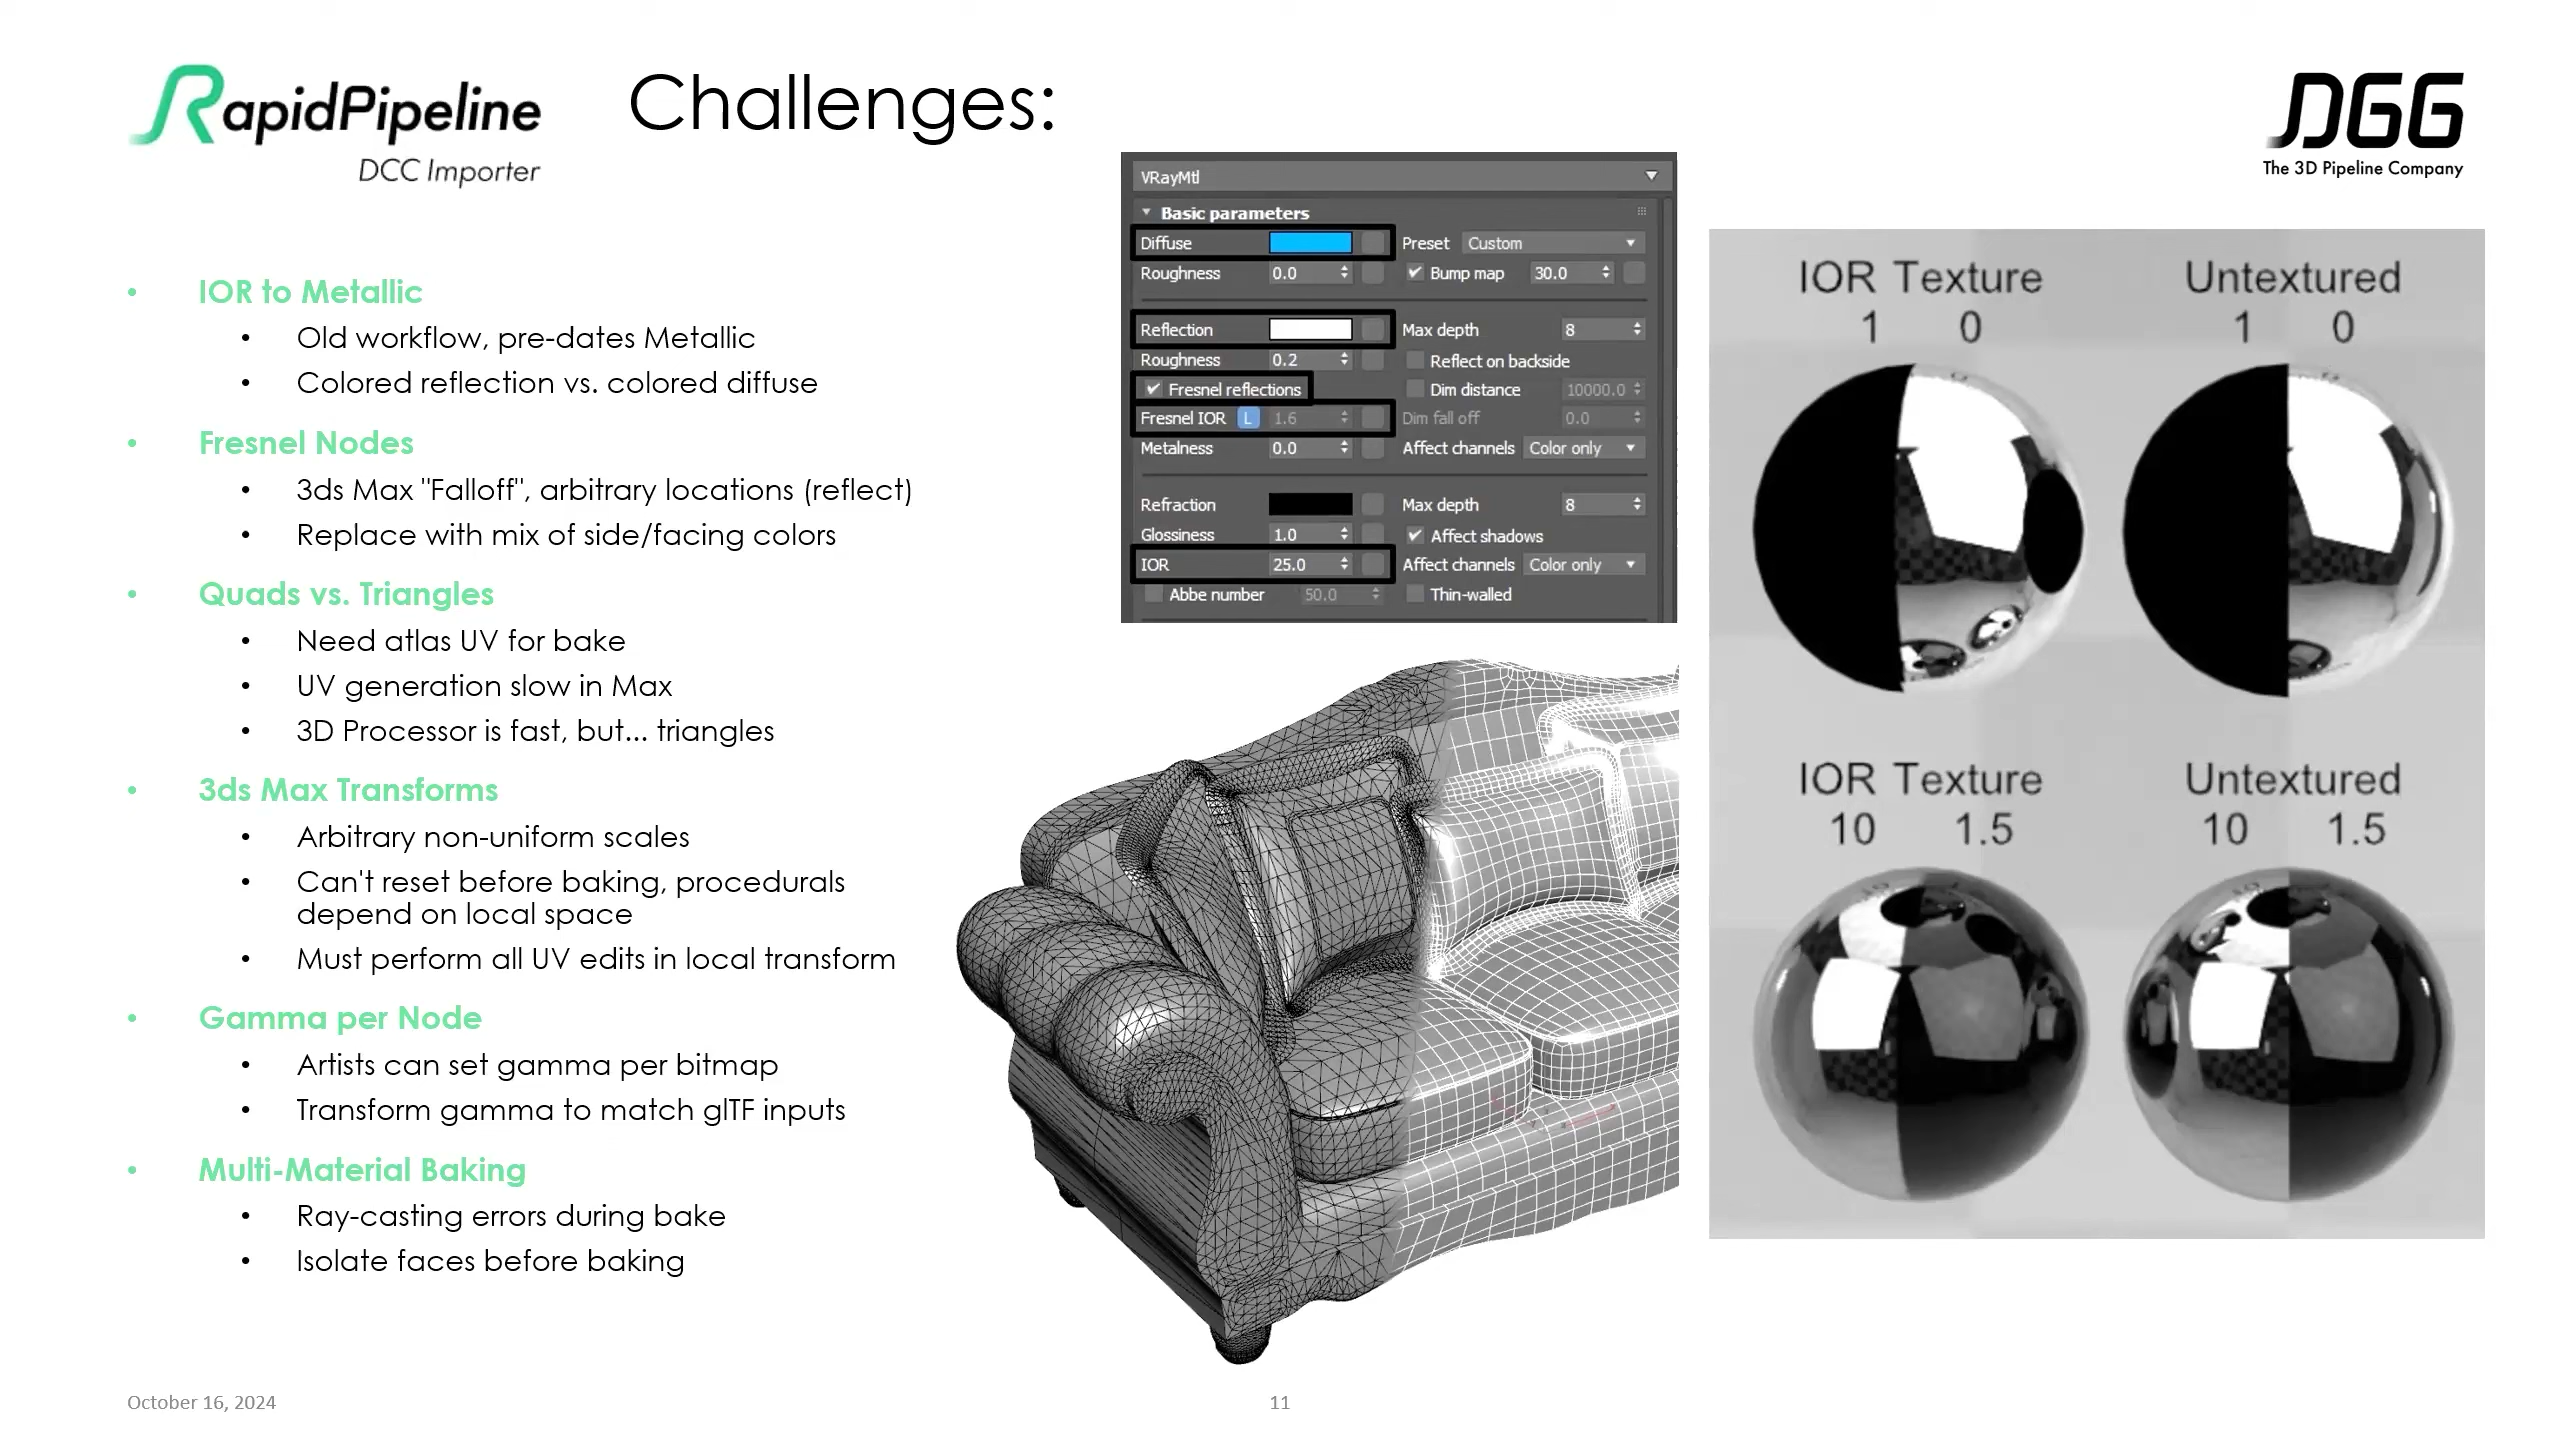 RapidPipeline
DCC Importer
Challenges:
DGG
The 3D Pipeline Company
• IOR to Metallic
• Old workflow, pre-dates Metallic
• Colored reflection vs. colored diffuse
• Fresnel Nodes
• 3ds Max "Falloff", arbitrary locations (reflect)
• Replace with mix of side/facing colors
• Quads vs. Triangles
• Need atlas UV for bake
• UV generation slow in Max
• 3D Processor is fast, but... triangles
• 3ds Max Transforms
• Arbitrary non-uniform scales
• Can't reset before baking, procedurals
depend on local space
• Must perform all UV edits in local transform
• Gamma per Node
• Artists can set gamma per bitmap
• Transform gamma to match glTF inputs
• Multi-Material Baking
• Ray-casting errors during bake
• Isolate faces before baking
VRayMtl
Basic parameters
Diffuse Preset Custom
Roughness 0.0 Bump map 30.0
Reflection Max depth 8
Roughness 0.2 Reflect on backside
Fresnel reflections Dim distance 10000.0
Fresnel IOR L 1.6 Dim fall off 0.0
Metalness 0.0 Affect channels Color only
Refraction Max depth 8
Glossiness 1.0 Affect shadows
IOR 25.0 Affect channels Color only
Abbe number 50.0 Thin-walled
IOR Texture Untextured
1 0 1 0
IOR Texture Untextured
10 1.5 10 1.5
October 16, 2024
11